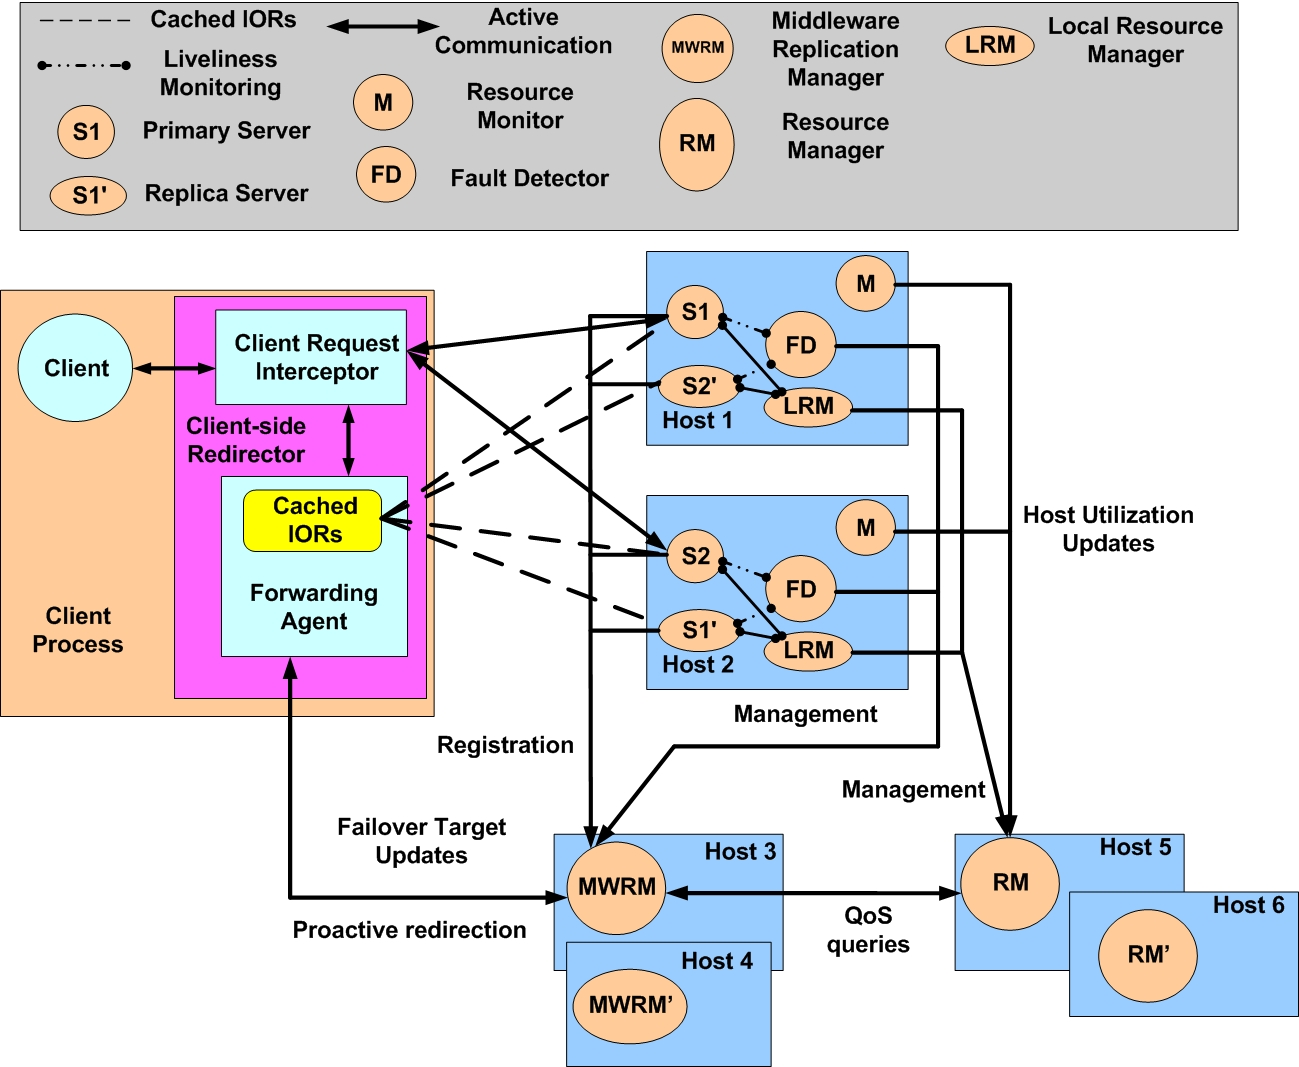 Cached IORs
Liveliness
Monitoring
S1
Primary Server
S1'
Replica Server
Active
Communication
M
Resource
Monitor
FD
Fault Detector
MWRM
Middleware
Replication
Manager
RM
Resource
Manager
LRM
Local Resource
Manager
Client
Client Request
Interceptor
Client-side
Redirector
Cached
IORs
Forwarding
Agent
Client
Process
M
S1
FD
S2'
LRM
Host 1
M
S2
FD
S1'
LRM
Host 2
Host Utilization
Updates
Management
Registration
Management
Failover Target
Updates
Proactive redirection
Host 3
MWRM
QoS
queries
Host 4
MWRM’
Host 5
RM
Host 6
RM’